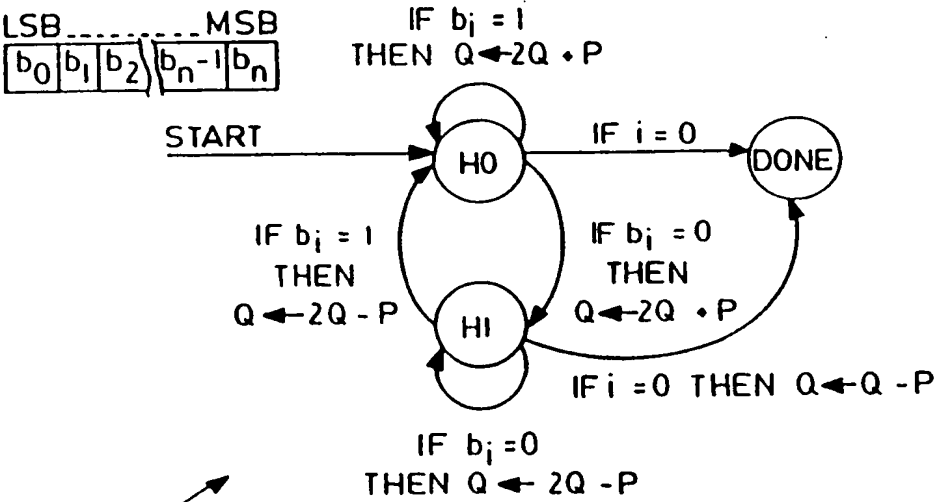 LSB.........MSB
b0 b1 b2 bn-1 bn
IF bi = 1
THEN Q←2Q + P
START
H0
IF i = 0
DONE
IF bi = 1
THEN
Q←2Q - P
IF bi = 0
THEN
Q←2Q + P
H1
IF i = 0 THEN Q←Q - P
IF bi = 0
THEN Q ← 2Q - P